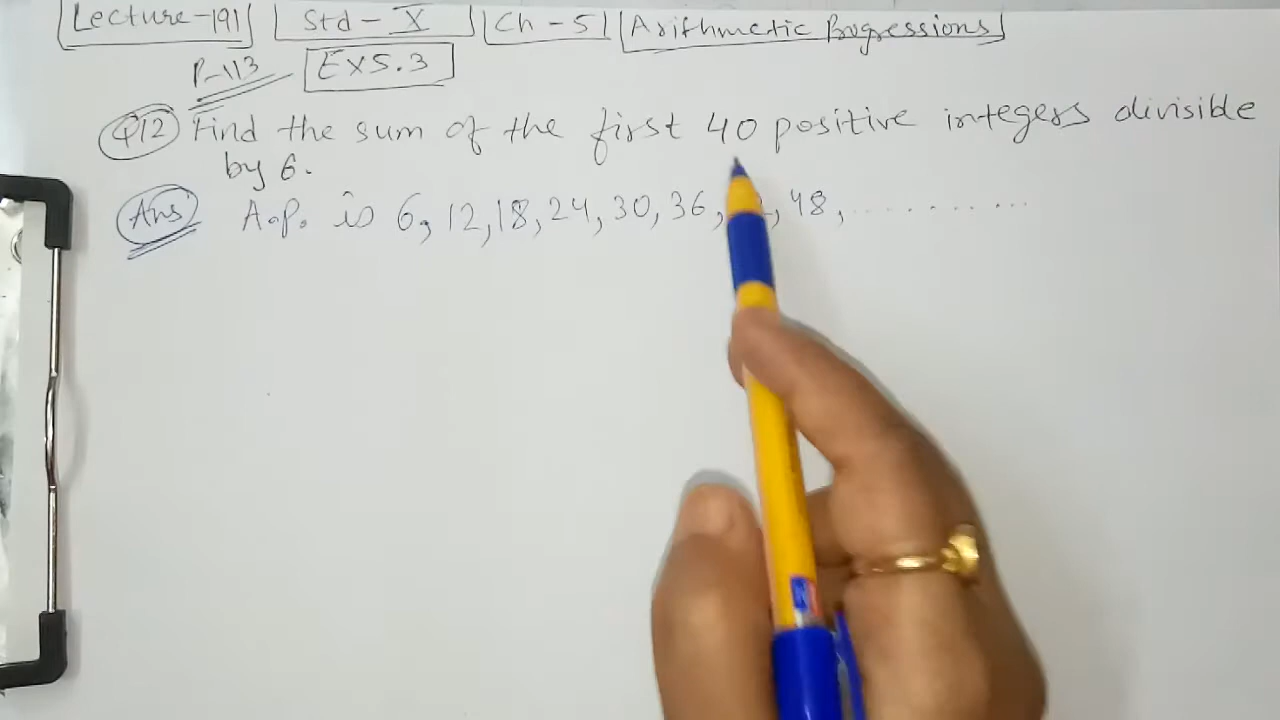 Lecture-191 Std - X Ch - 5 Arithmetic Progressions
P-113 EX5.3
Q12 Find the sum of the first 40 positive integers divisible
by 6.
Ans A.P. is 6, 12, 18, 24, 30, 36, 48, ...........